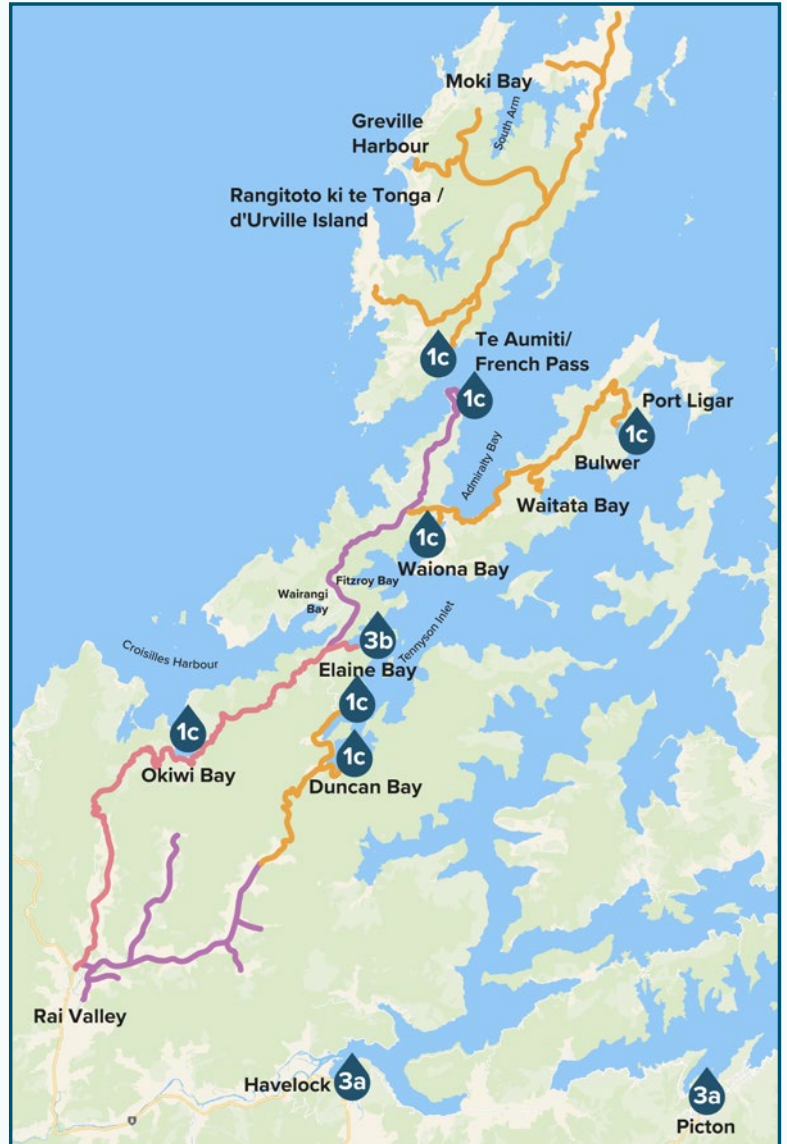 Moki Bay
South Arm
Greville
Harbour
Rangitoto ki te Tonga /
d'Urville Island
Te Aumiti/
French Pass
1c
1c
Port Ligar
1c
Bulwer
Admiralty Bay
Waitata Bay
1c
Waiona Bay
Fitzroy Bay
Wairangi
Bay
Tennyson Inlet
3b
Elaine Bay
Croisilles Harbour
1c
1c
Okiwi Bay
1c
Duncan Bay
Rai Valley
Havelock
3a
3a
Picton